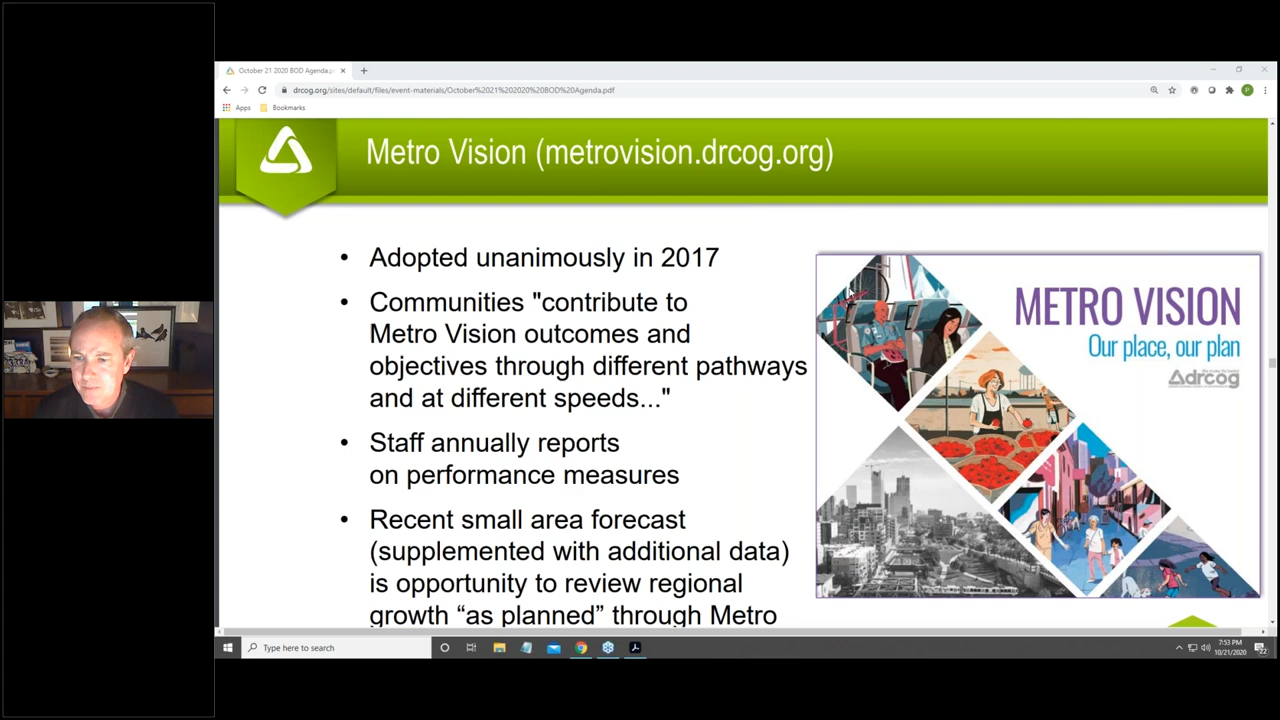 October 21 2020 BOD Agenda.p
drcog.org/sites/default/files/event-materials/October%2021%202020%20BOD%20Agenda.pdf
P
Apps
Bookmarks
Metro Vision (metrovision.drcog.org)
• Adopted unanimously in 2017
• Communities "contribute to
Metro Vision outcomes and
objectives through different pathways
and at different speeds..."
• Staff annually reports
on performance measures
• Recent small area forecast
(supplemented with additional data)
is opportunity to review regional
growth “as planned” through Metro
METRO VISION
Our place, our plan
drcog
Type here to search
7:53 PM
10/21/2020
22